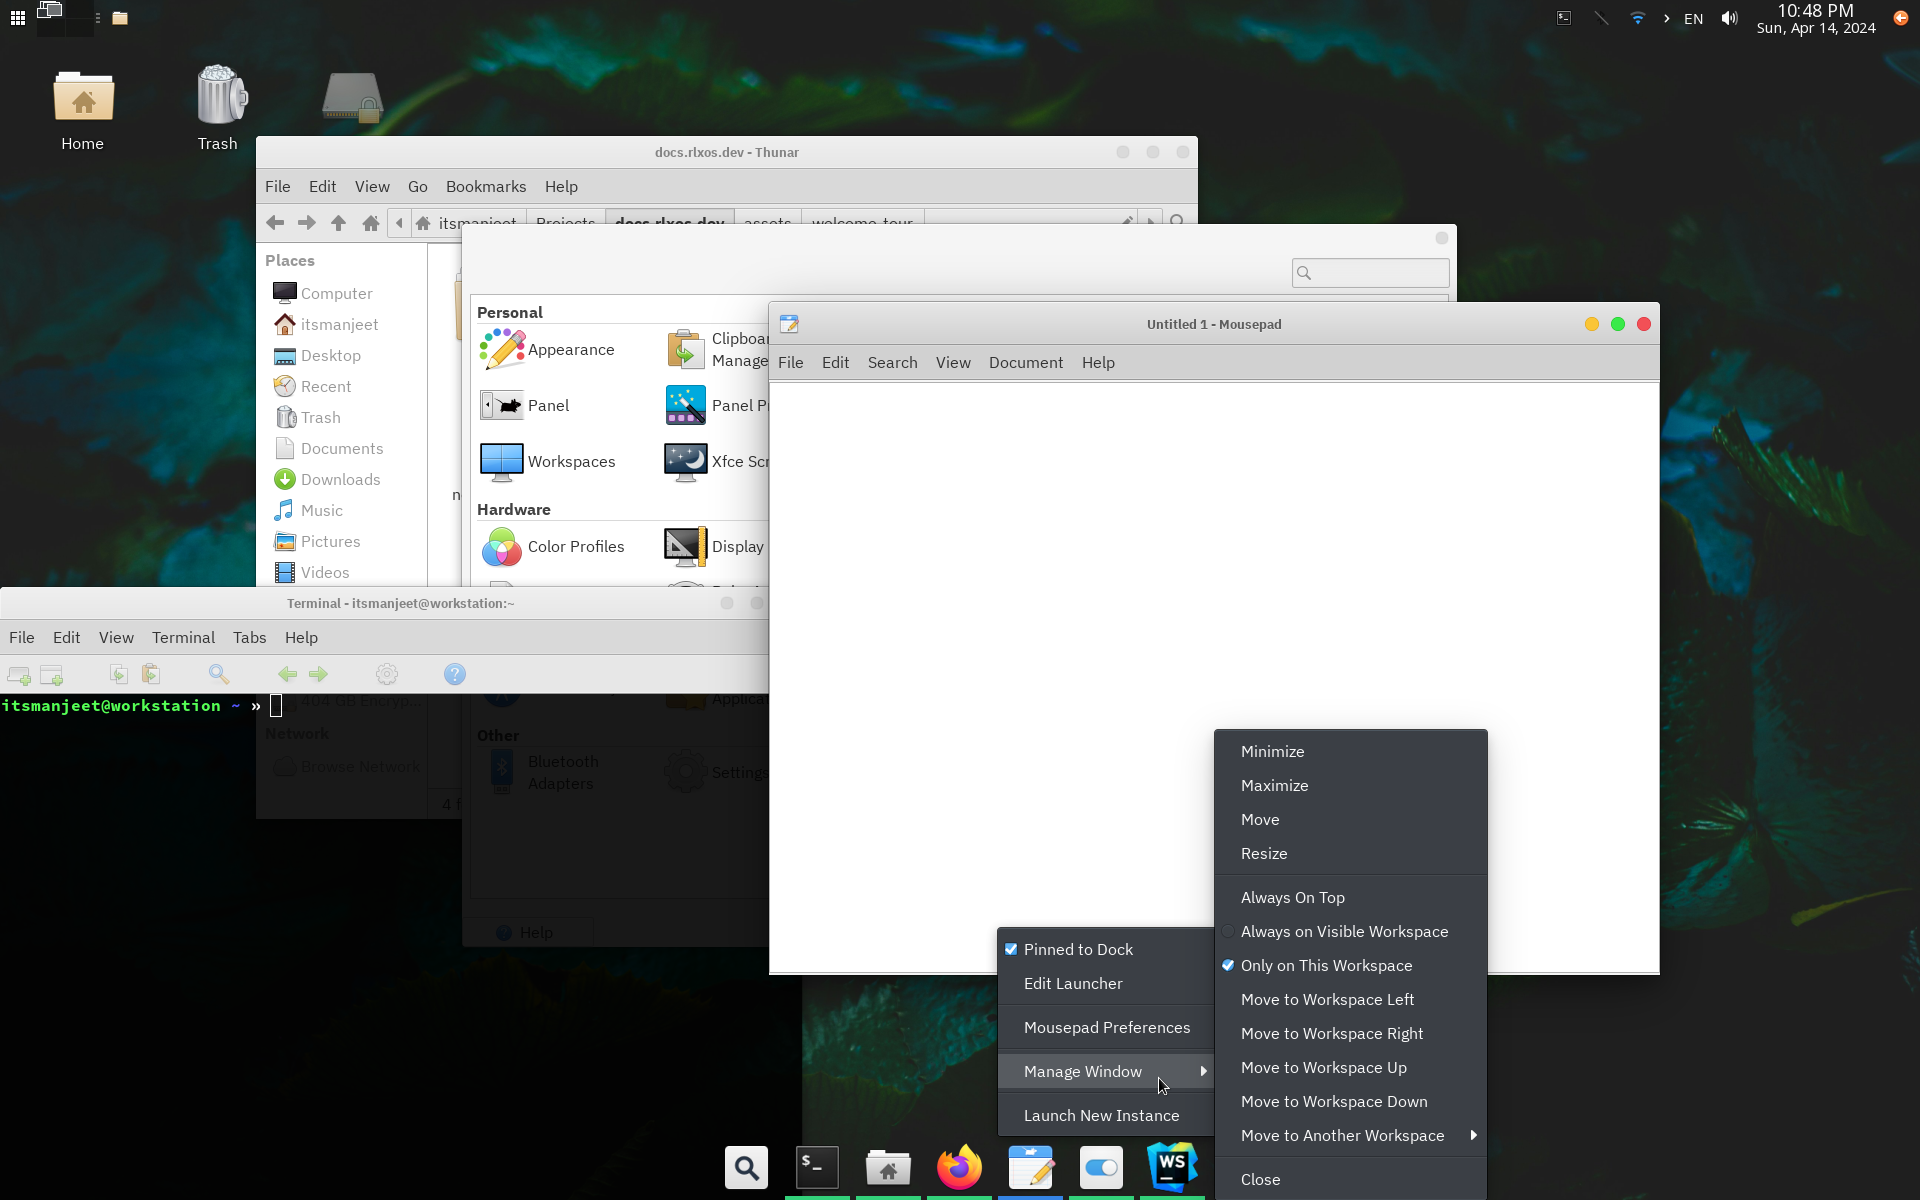 EN
10:48 PM
Sun, Apr 14, 2024
Home
Trash
docs.rlxos.dev - Thunar
File Edit View Go Bookmarks Help
itsmanjeet Projects docs.rlxos.dev assets welcome-tour
Places
Computer
itsmanjeet
Desktop
Recent
Trash
Documents
Downloads
Music
Pictures
Videos
404 GB Encryp...
Network
Browse Network
4 f
n
Personal
Appearance
Clipboar
Manage
Panel
Panel Pr
Workspaces
Xfce Scr
Hardware
Color Profiles
Display
Applicat
Other
Bluetooth
Adapters
Settings
Help
Untitled 1 - Mousepad
File Edit Search View Document Help
Terminal - itsmanjeet@workstation:~
File Edit View Terminal Tabs Help
itsmanjeet@workstation ~ »
Pinned to Dock
Edit Launcher
Mousepad Preferences
Manage Window
Launch New Instance
Minimize
Maximize
Move
Resize
Always On Top
Always on Visible Workspace
Only on This Workspace
Move to Workspace Left
Move to Workspace Right
Move to Workspace Up
Move to Workspace Down
Move to Another Workspace
Close
$_
WS